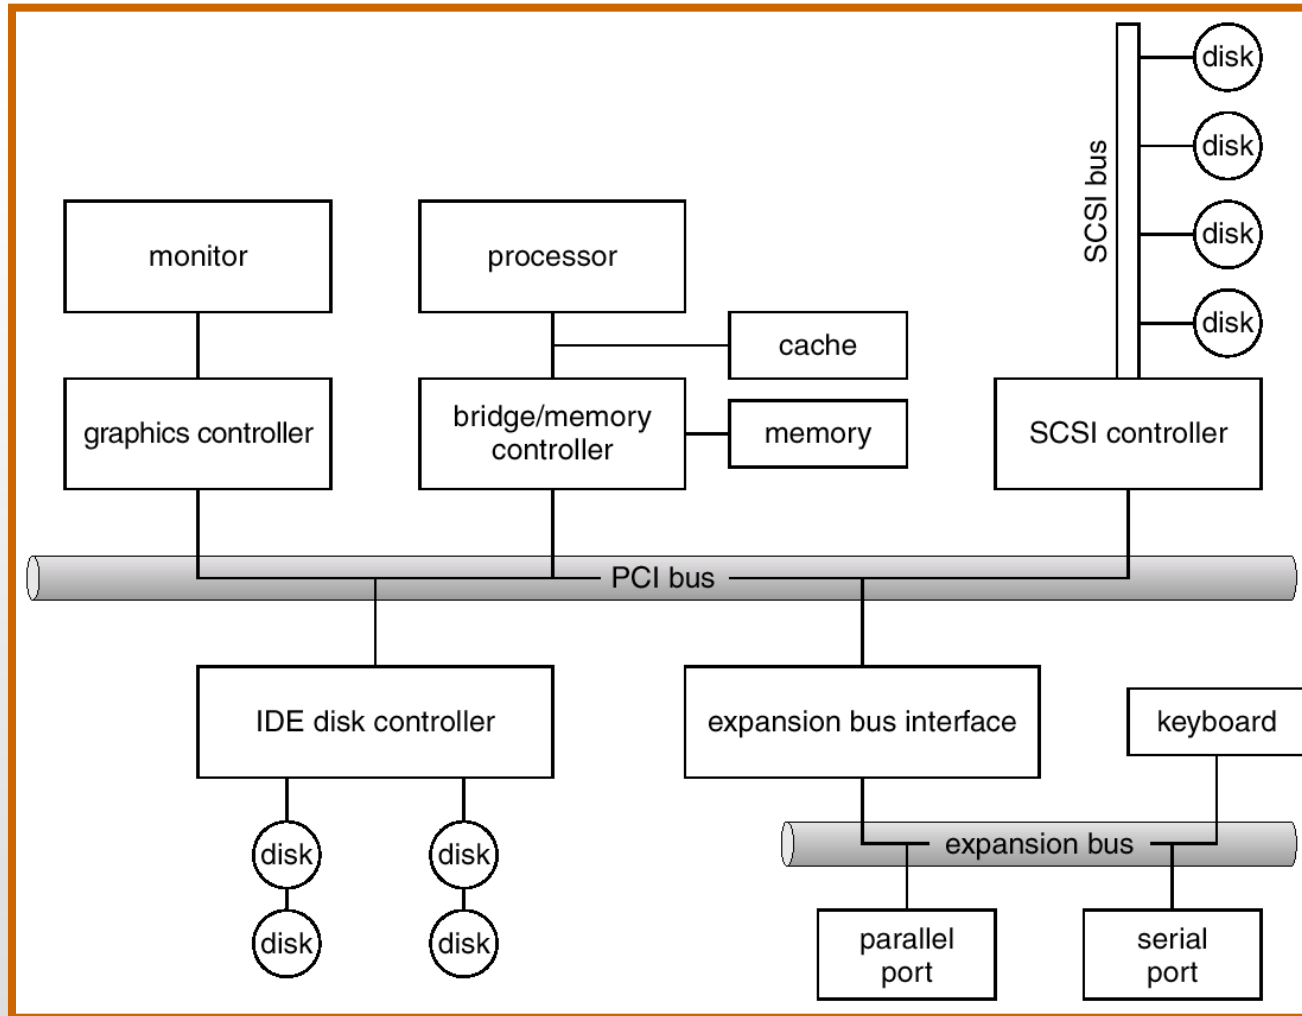 disk
disk
SCSI bus
disk
disk
monitor
processor
cache
graphics controller
bridge/memory
controller
memory
SCSI controller
PCI bus
IDE disk controller
expansion bus interface
keyboard
disk
disk
expansion bus
disk
disk
parallel
port
serial
port